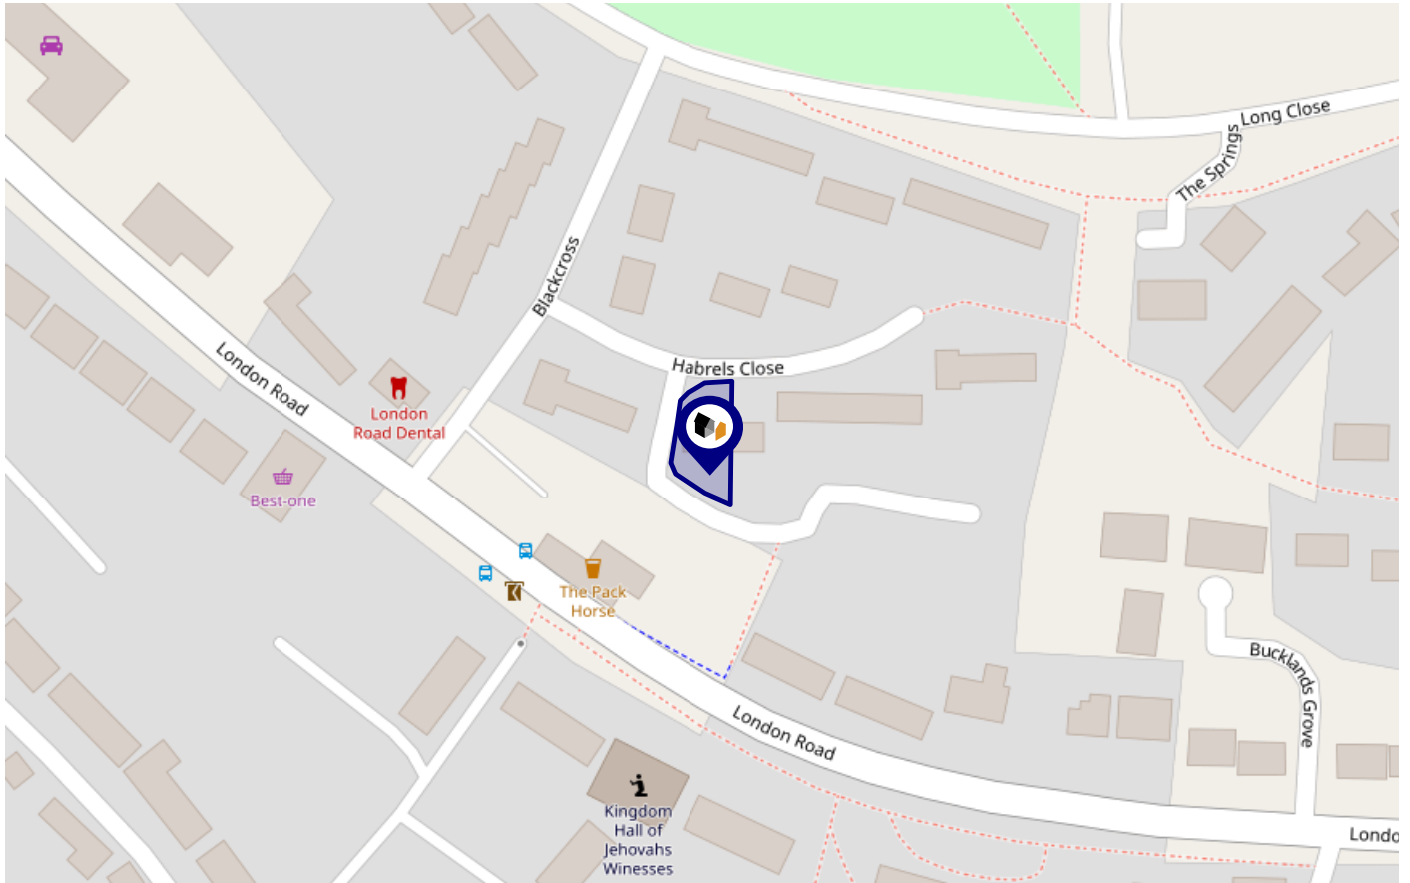 Long Close
The Springs
Blackcross
London Road
Habrels Close
London
Road Dental
Best-one
The Pack
Horse
Bucklands Grove
London Road
Kingdom
Hall of
Jehovahs
Winesses
Londo